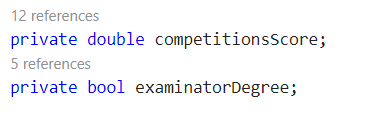 12 references
private double competitionsScore;
5 references
private bool examinatorDegree;